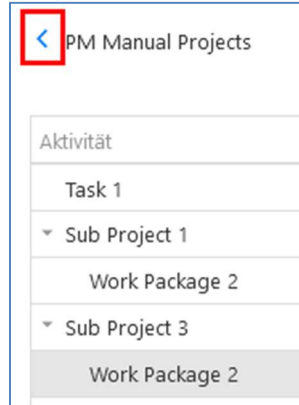 PM Manual Projects
Aktivität
Task 1
Sub Project 1
Work Package 2
Sub Project 3
Work Package 2